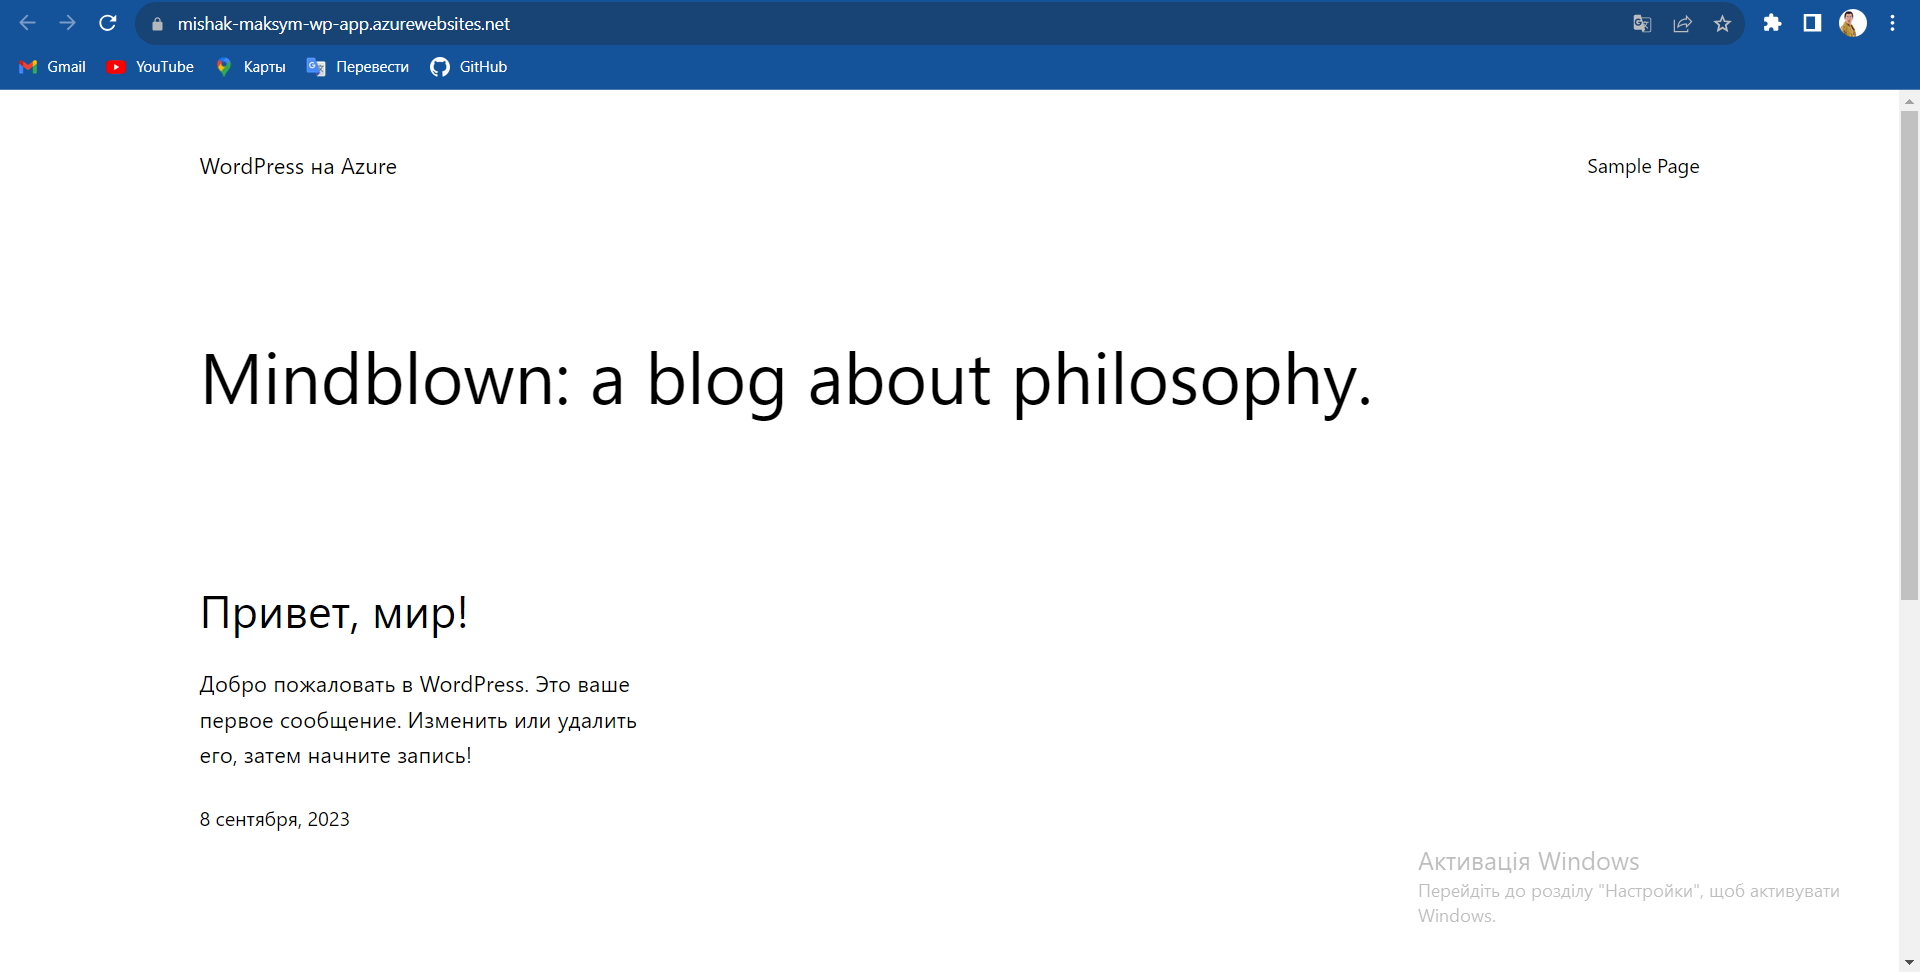 mishak-maksym-wp-app.azurewebsites.net
Gmail
YouTube
Карты
Перевести
GitHub
WordPress на Azure
Sample Page
Mindblown: a blog about philosophy.
Привет, мир!
Добро пожаловать в WordPress. Это ваше
первое сообщение. Изменить или удалить
его, затем начните запись!
8 сентября, 2023
Активація Windows
Перейдіть до розділу "Настройки", щоб активувати
Windows.